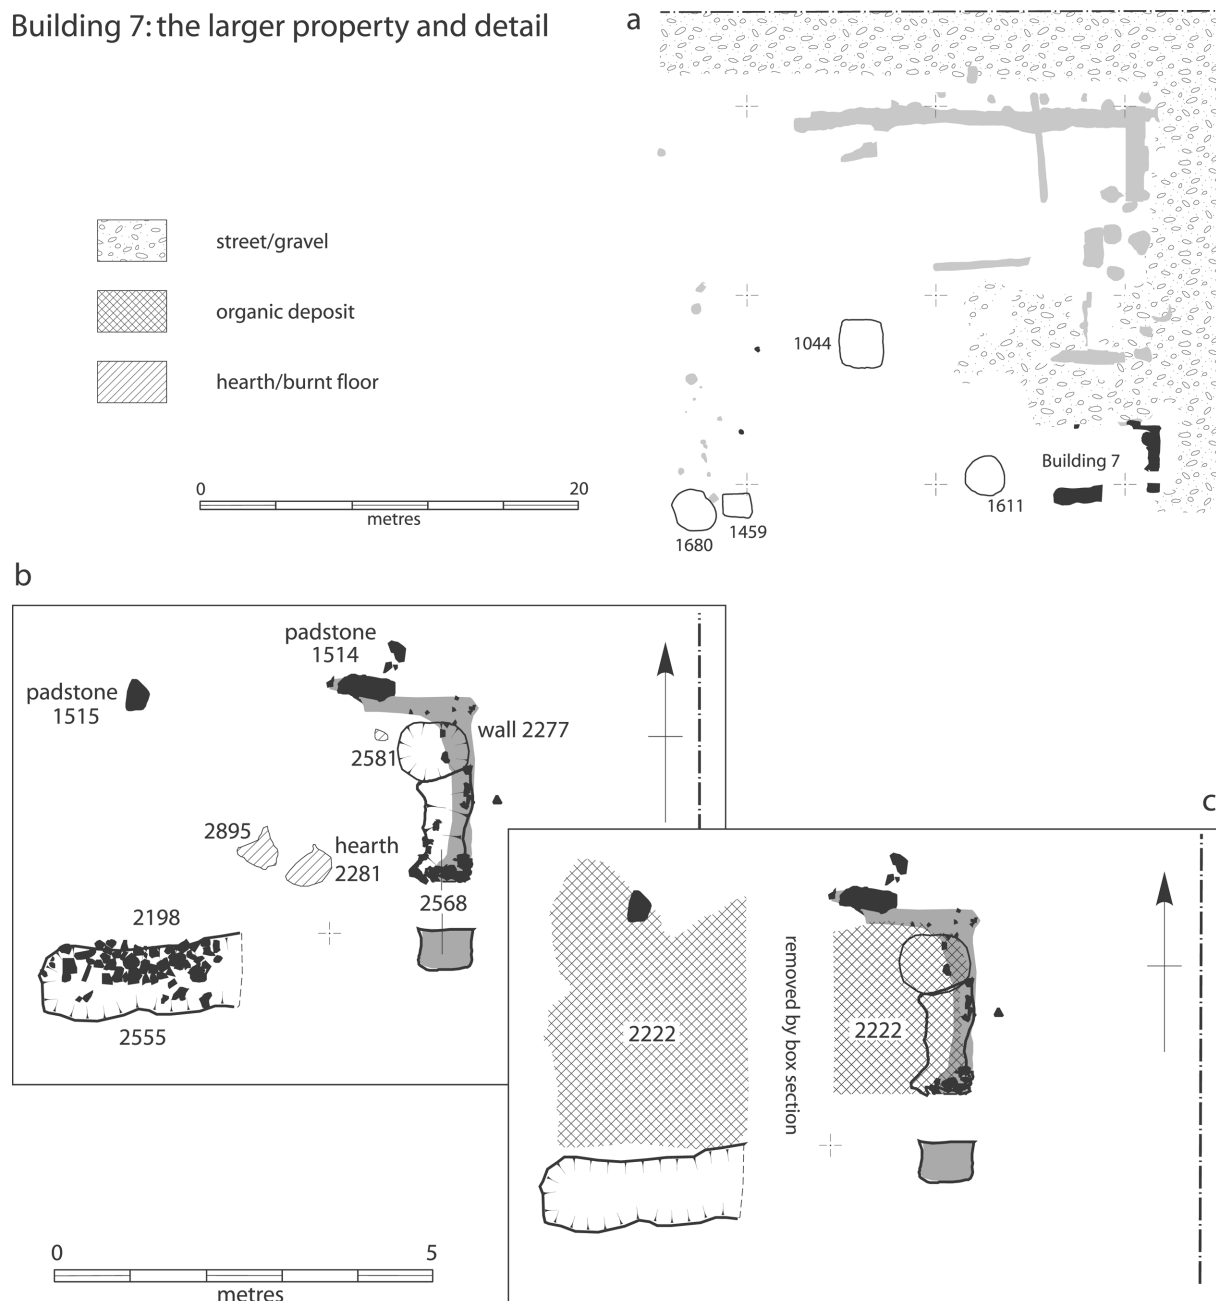 Building 7: the larger property and detail
a
street/gravel
organic deposit
hearth/burnt floor
0 20
metres
1044
Building 7
1611
1680
1459
b
padstone
1514
padstone
1515
wall 2277
2581
2895
hearth
2281
2568
2198
2555
0 5
metres
c
2222
removed by box section
2222